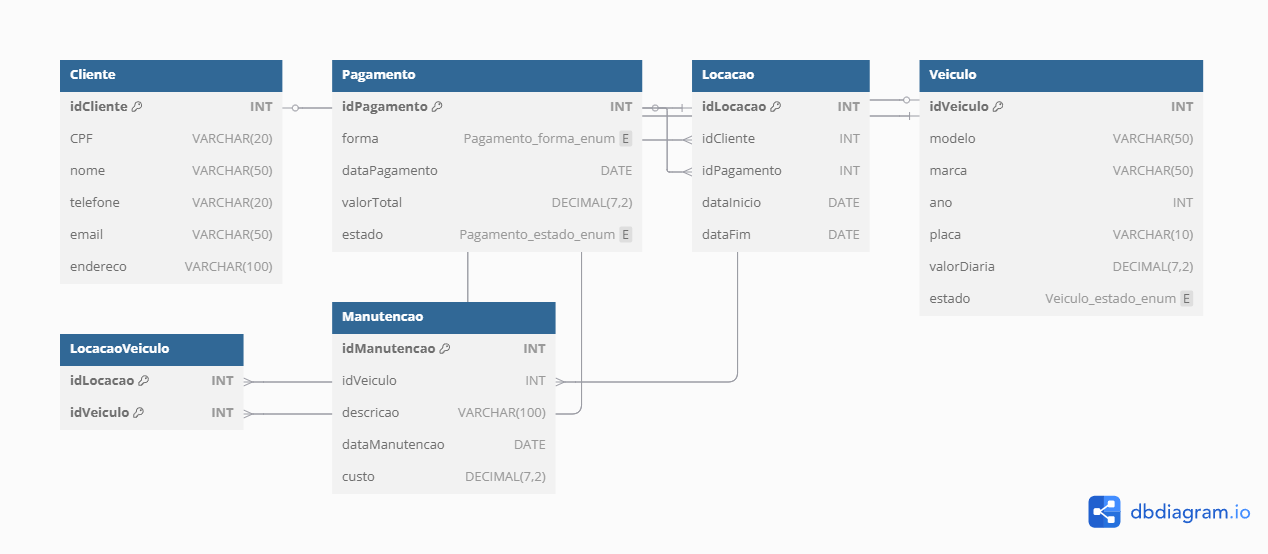 Cliente
idCliente INT
CPF VARCHAR(20)
nome VARCHAR(50)
telefone VARCHAR(20)
email VARCHAR(50)
endereco VARCHAR(100)
Pagamento
idPagamento INT
forma Pagamento_forma_enum E
dataPagamento DATE
valorTotal DECIMAL(7,2)
estado Pagamento_estado_enum E
Locacao
idLocacao INT
idCliente INT
idPagamento INT
dataInicio DATE
dataFim DATE
Veiculo
idVeiculo INT
modelo VARCHAR(50)
marca VARCHAR(50)
ano INT
placa VARCHAR(10)
valorDiaria DECIMAL(7,2)
estado Veiculo_estado_enum E
LocacaoVeiculo
idLocacao INT
idVeiculo INT
Manutencao
idManutencao INT
idVeiculo INT
descricao VARCHAR(100)
dataManutencao DATE
custo DECIMAL(7,2)
dbdiagram.io